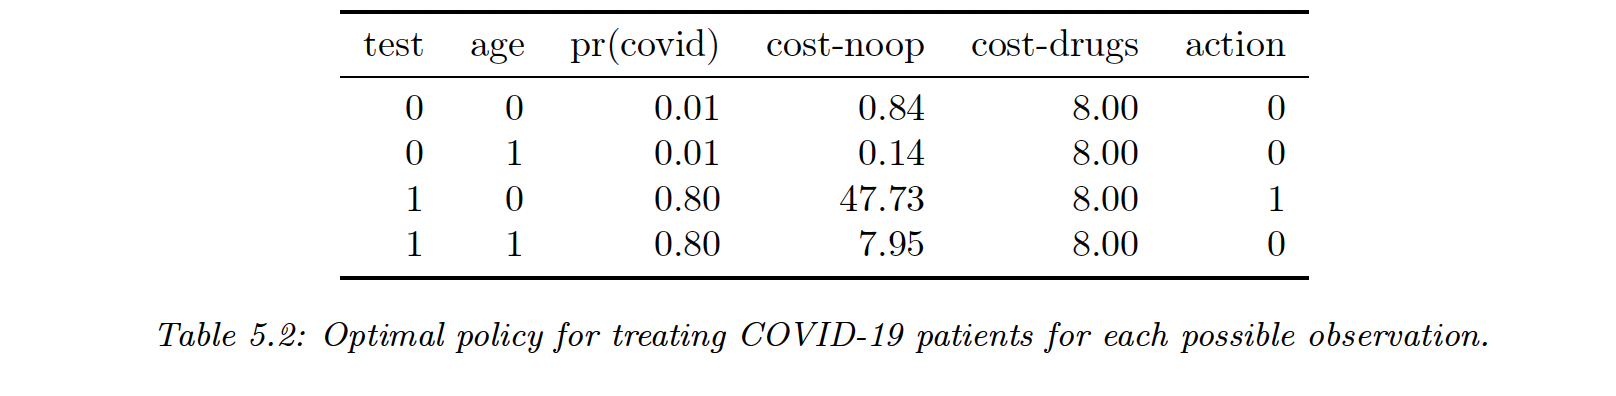 test age pr(covid) cost-noop cost-drugs action
0 0 0.01 0.84 8.00 0
0 1 0.01 0.14 8.00 0
1 0 0.80 47.73 8.00 1
1 1 0.80 7.95 8.00 0
Table 5.2: Optimal policy for treating COVID-19 patients for each possible observation.